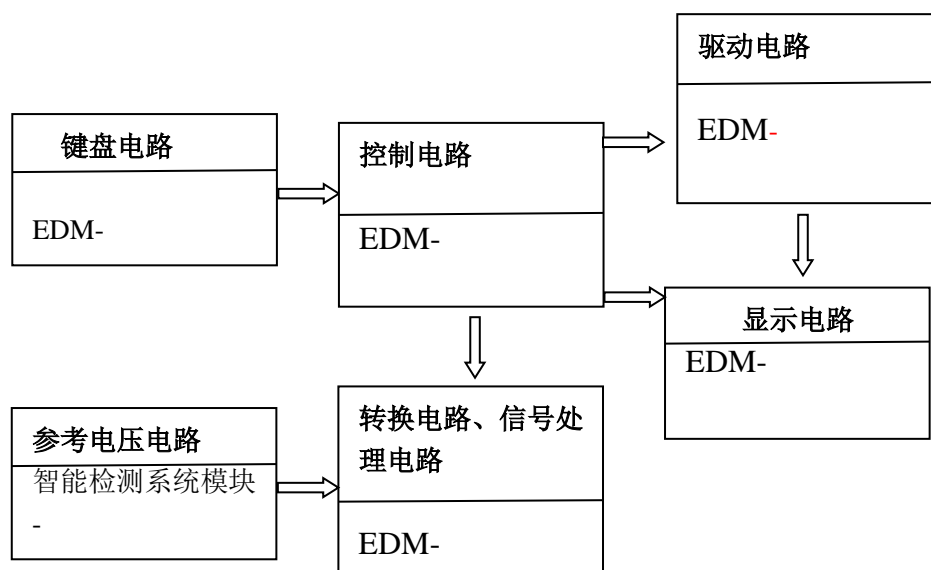 驱动电路
EDM-
键盘电路
EDM-
控制电路
EDM-
显示电路
EDM-
参考电压电路
智能检测系统模块
-
转换电路、信号处
理电路
EDM-